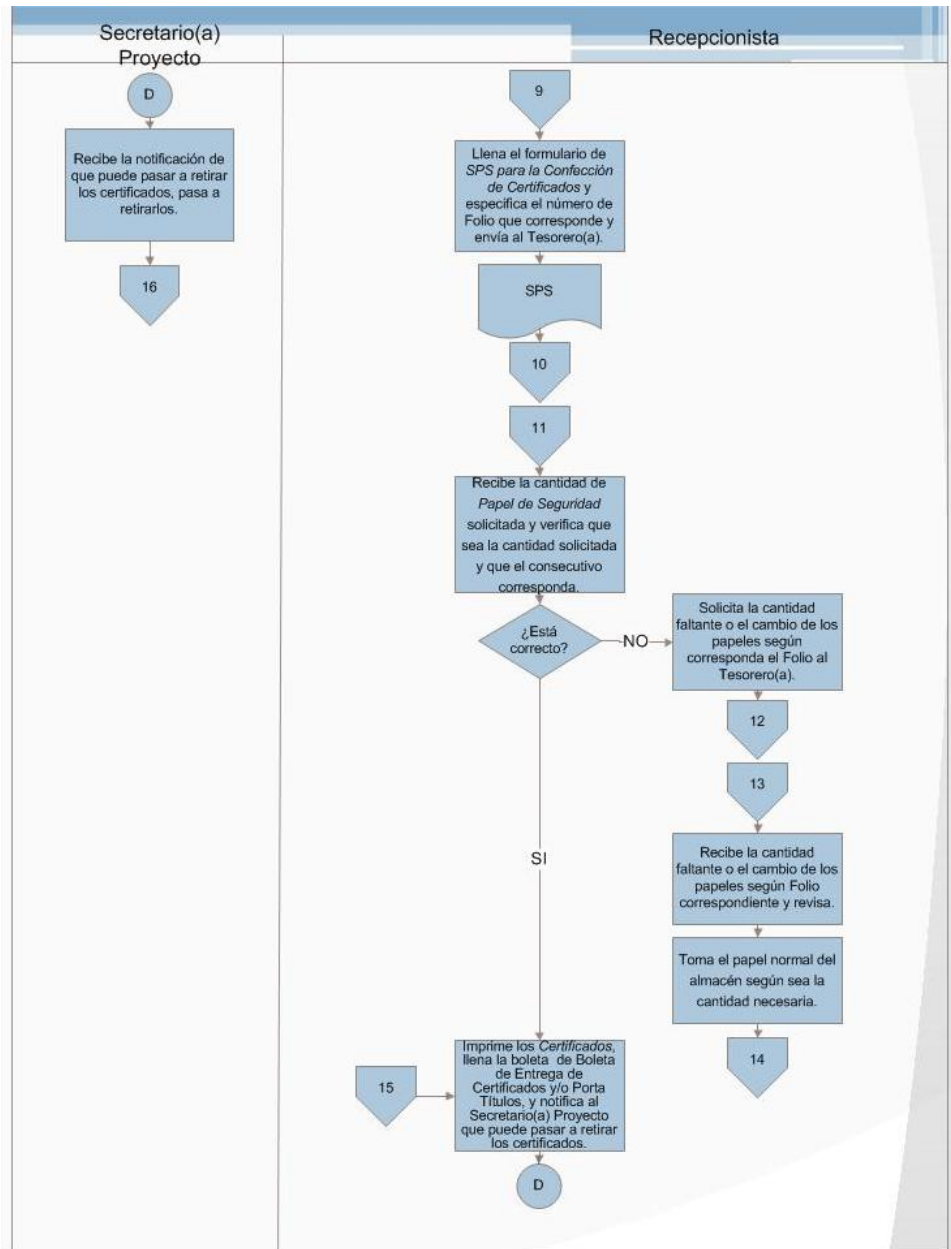 Secretario(a)
Proyecto
Recepcionista
D
Recibe la notificación de
que puede pasar a retirar
los certificados, pasa a
retirarlos.
16
9
Llena el formulario de
SPS para la Confección
de Certificados y
especifica el número de
Folio que corresponde y
envía al Tesorero(a).
SPS
10
11
Recibe la cantidad de
Papel de Seguridad
solicitada y verifica que
sea la cantidad solicitada
y que el consecutivo
corresponda.
¿Está
correcto?
NO
Solicita la cantidad
faltante o el cambio de los
papeles según
corresponda el Folio al
Tesorero(a).
12
13
Recibe la cantidad
faltante o el cambio de los
papeles según Folio
correspondiente y revisa.
Toma el papel normal del
almacén según sea la
cantidad necesaria.
14
SI
15
Imprime los Certificados,
llena la boleta de Boleta
de Entrega de
Certificados y/o Porta
Títulos, y notifica al
Secretario(a) Proyecto
que puede pasar a retirar
los certificados.
D